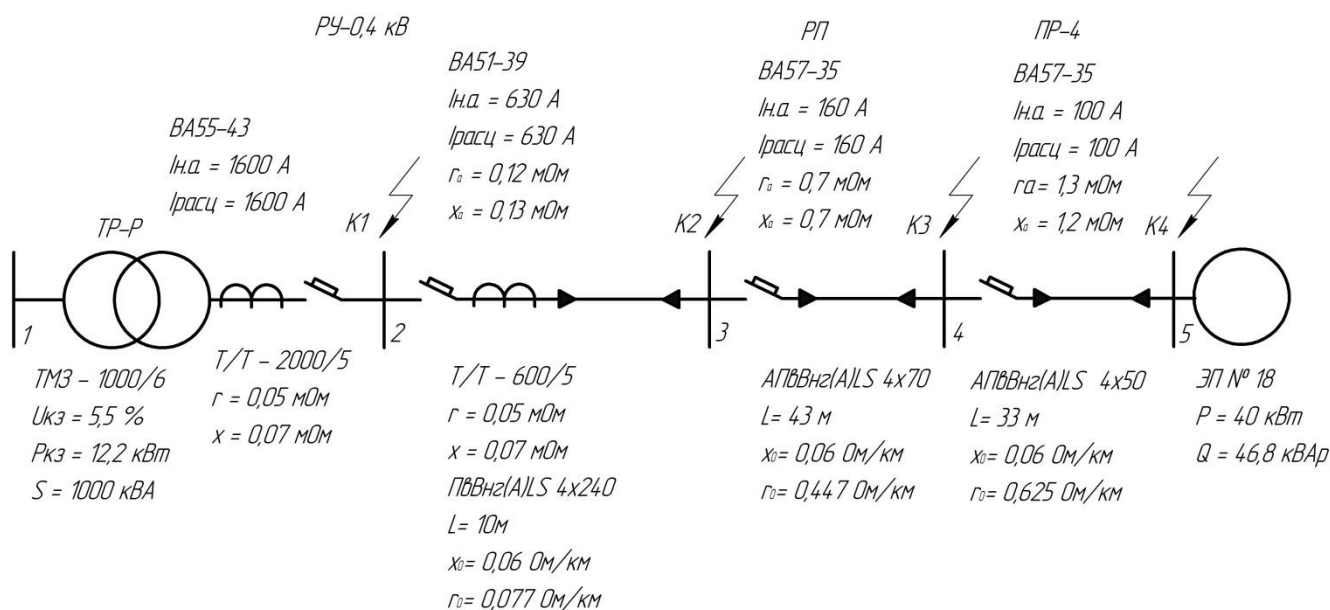 РУ-0,4 кВ
РП
ПР-4
ВА55-43
Iн.а = 1600 А
Iрасц = 1600 А
ВА51-39
Iн.а = 630 А
Iрасц = 630 А
rа = 0,12 мОм
xа = 0,13 мОм
ВА57-35
Iн.а = 160 А
Iрасц = 160 А
rа = 0,7 мОм
xа = 0,7 мОм
ВА57-35
Iн.а = 100 А
Iрасц = 100 А
rа = 1,3 мОм
xа = 1,2 мОм
ТР-Р
К1
К2
К3
К4
1
2
3
4
5
ТМЗ - 1000/6
Uкз = 5,5 %
Ркз = 12,2 кВт
S = 1000 кВА
Т/Т - 2000/5
r = 0,05 мОм
x = 0,07 мОм
Т/Т - 600/5
r = 0,05 мОм
x = 0,07 мОм
ПвВнг(А)LS 4х240
L= 10м
x₀= 0,06 Ом/км
r₀= 0,077 Ом/км
АПвВнг(А)LS 4х70
L= 43 м
x₀= 0,06 Ом/км
r₀= 0,447 Ом/км
АПвВнг(А)LS 4х50
L= 33 м
x₀= 0,06 Ом/км
r₀= 0,625 Ом/км
ЭП № 18
Р = 40 кВт
Q = 46,8 кВАр